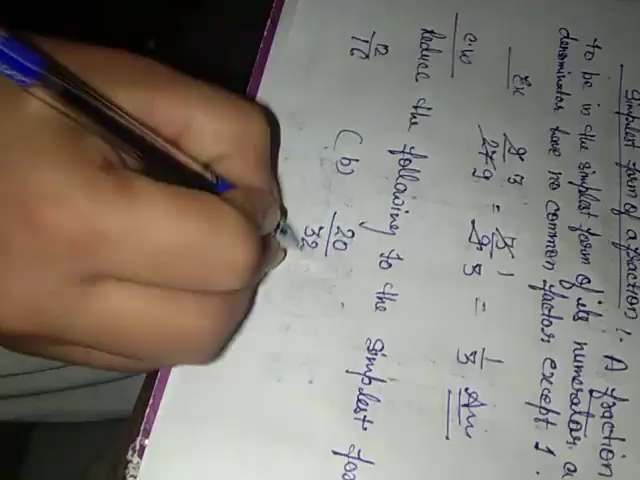 Simplest form of a fraction :- A fraction
to be in the simplest form if its numerator a
denominator have no common factor except 1.
Ex 9 3 / 27 9 = 3 1 / 9 3 = 1/3 Ans
C.W
Reduce the following to the simplest for
12/16 (b) 20/32